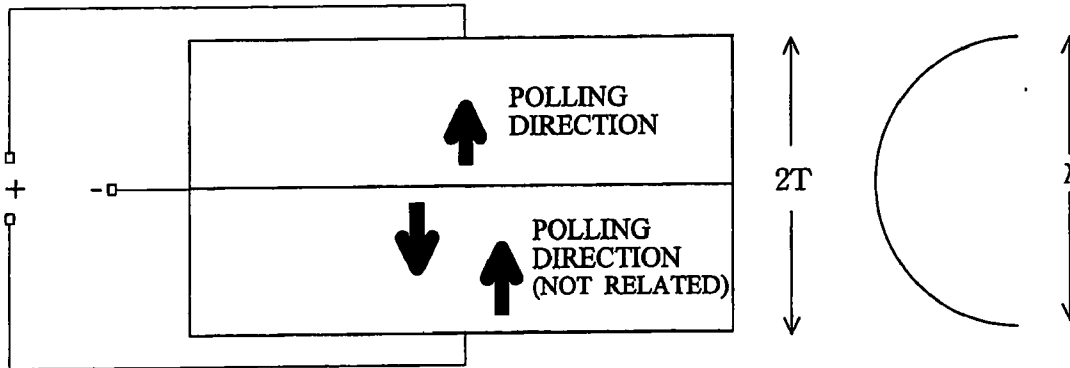 POLLING
DIRECTION
+
-
2T
POLLING
DIRECTION
(NOT RELATED)